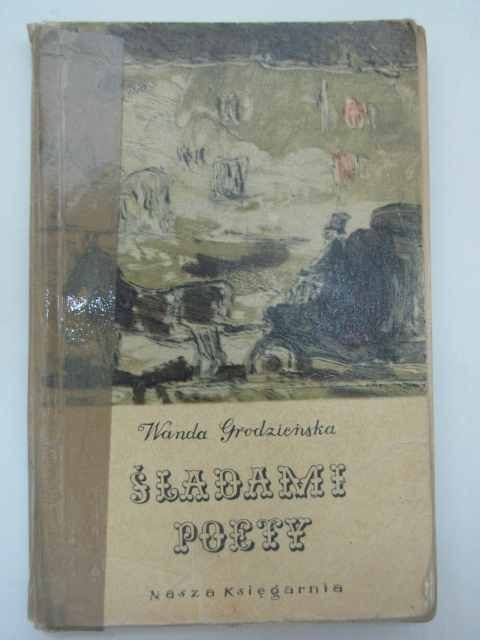 Wanda Grodzieńska
ŚLADAMI
POETY
Nasza Księgarnia